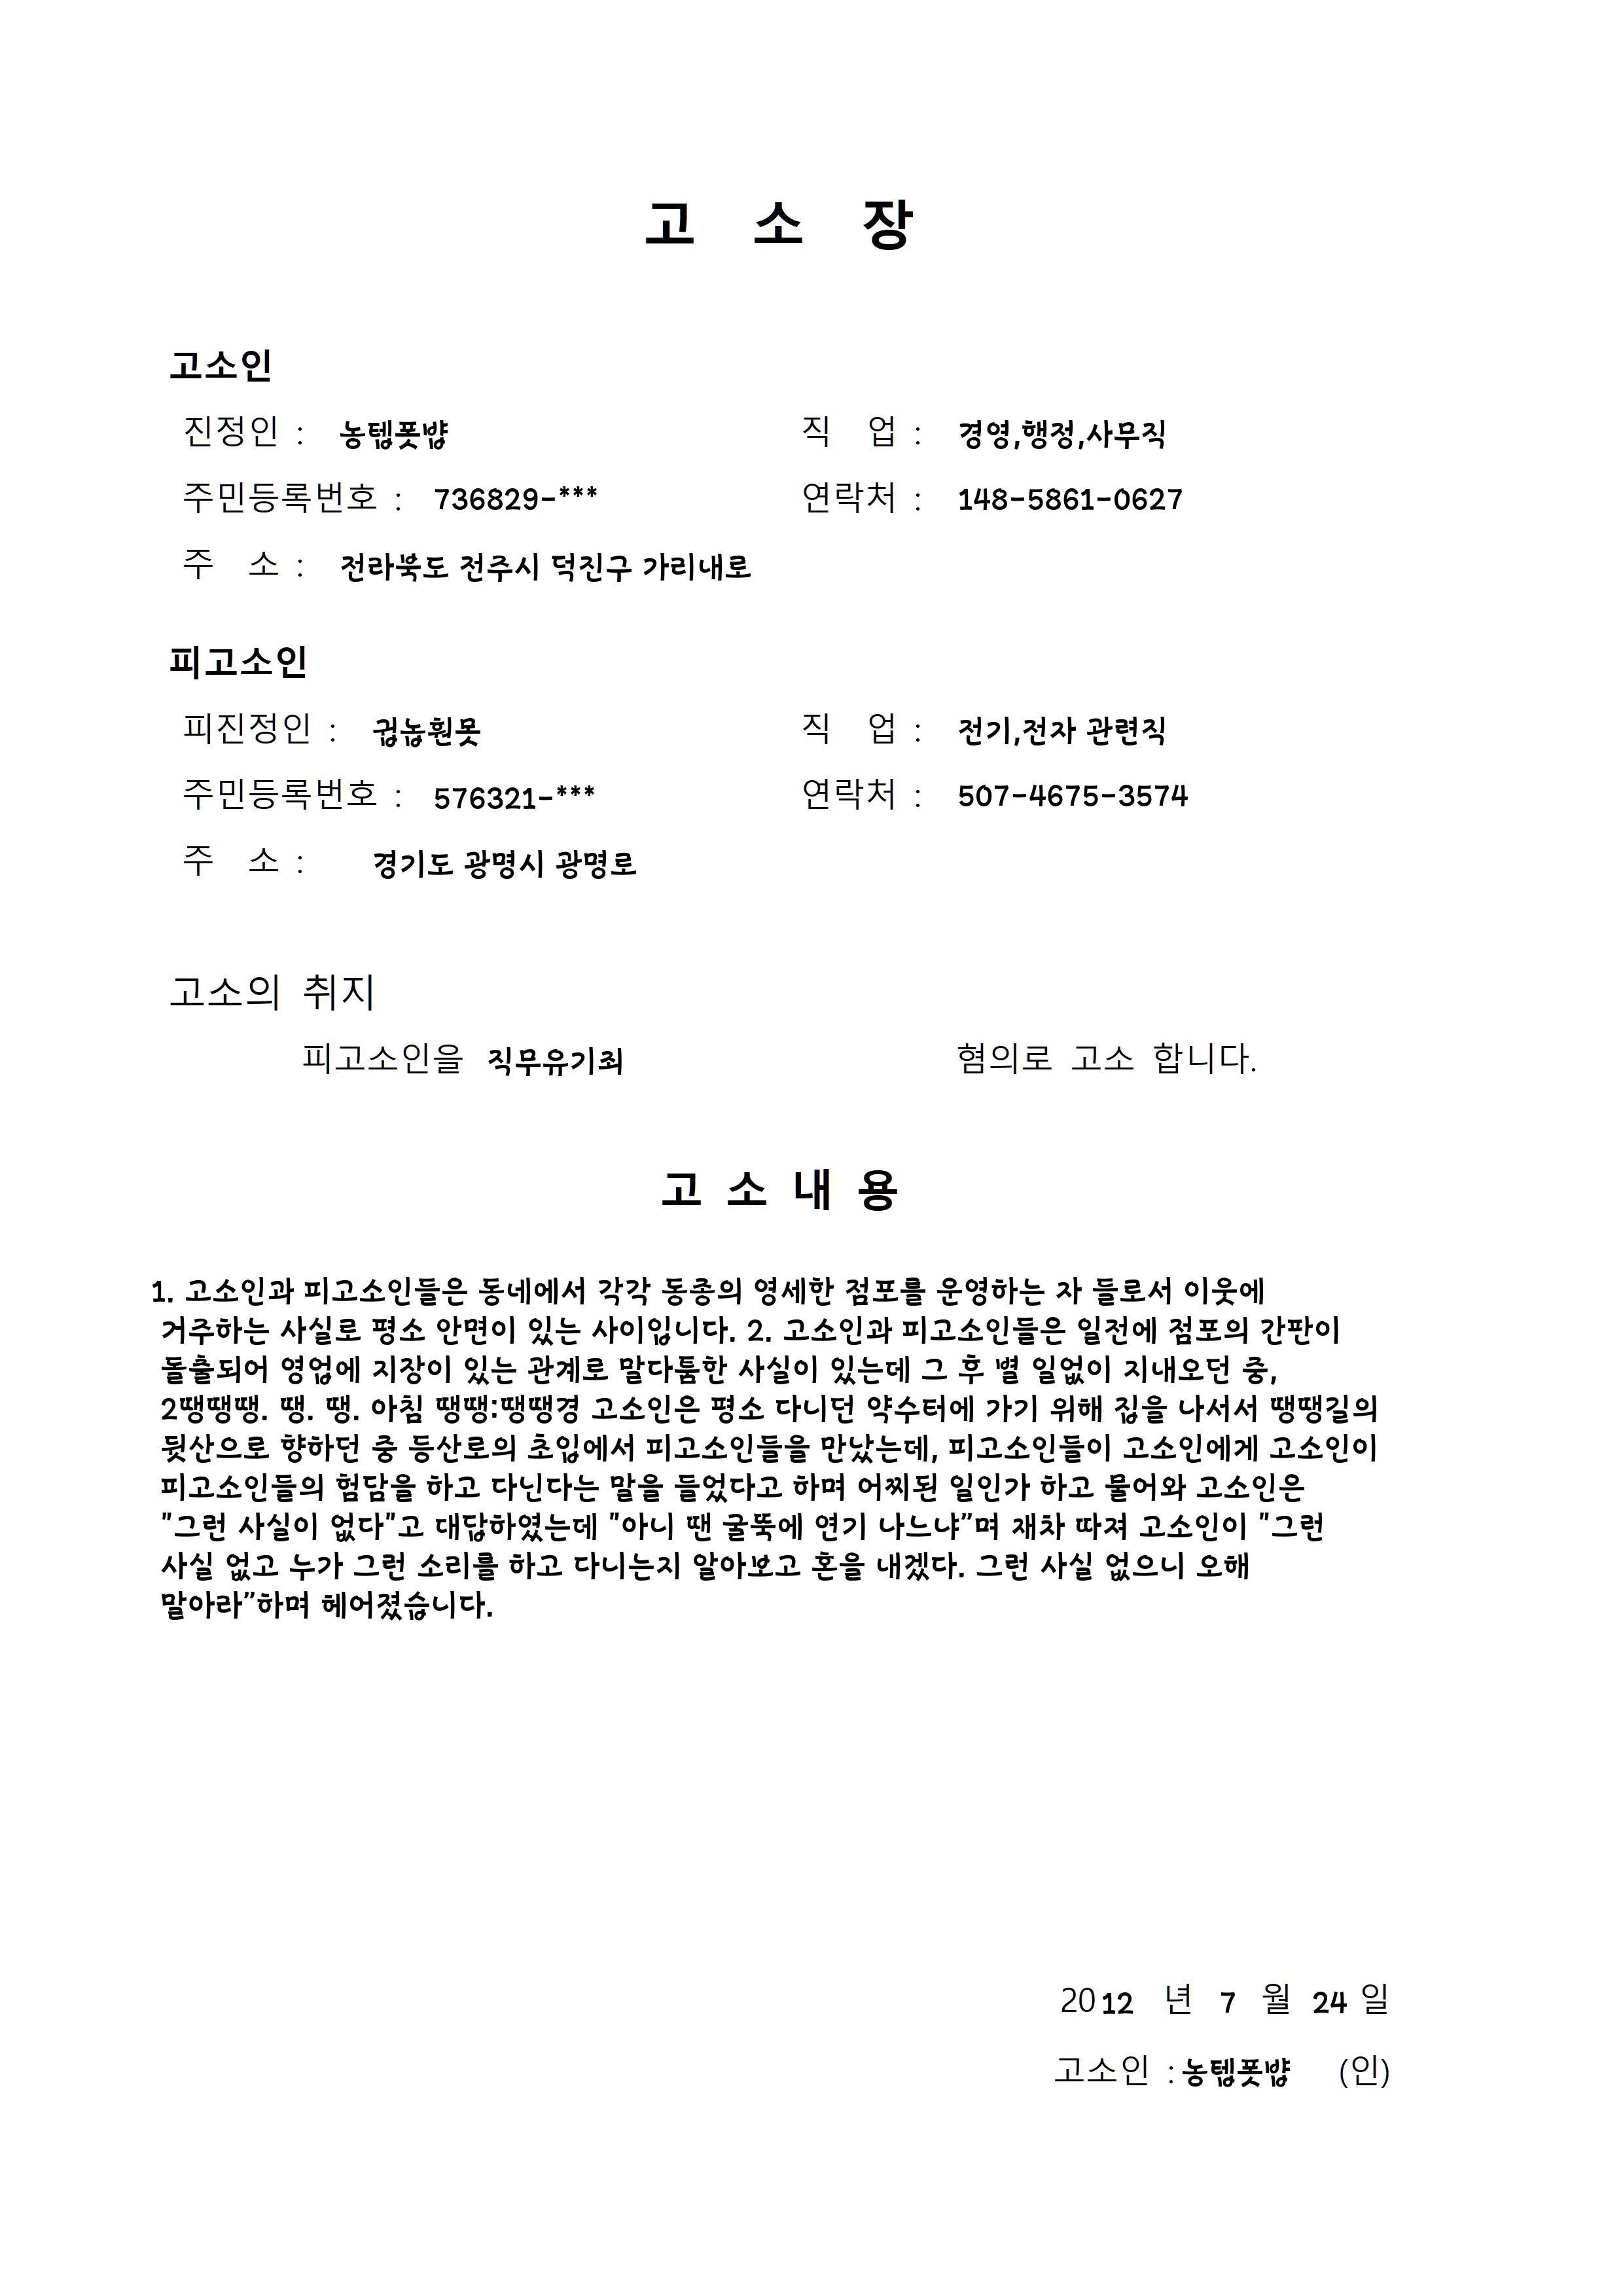 고 소 장
고소인
진정인 : 농텝풋뱝 직 업 : 경영,행정,사무직
주민등록번호 : 736829-*** 연락처 : 148-5861-0627
주 소 : 전라북도 전주시 덕진구 가리내로
피고소인
피진정인 : 궙놃훤못 직 업 : 전기,전자 관련직
주민등록번호 : 576321-*** 연락처 : 507-4675-3574
주 소 : 경기도 광명시 광명로
고소의 취지
피고소인을 직무유기죄 혐의로 고소 합니다.
고 소 내 용
1. 고소인과 피고소인들은 동네에서 각각 동종의 영세한 점포를 운영하는 자 들로서 이웃에
거주하는 사실로 평소 안면이 있는 사이입니다. 2. 고소인과 피고소인들은 일전에 점포의 간판이
돌출되어 영업에 지장이 있는 관계로 말다툼한 사실이 있는데 그 후 별 일없이 지내오던 중,
2땡땡땡. 땡. 땡. 아침 땡땡:땡땡경 고소인은 평소 다니던 약수터에 가기 위해 집을 나서서 땡땡길의
뒷산으로 향하던 중 등산로의 초입에서 피고소인들을 만났는데, 피고소인들이 고소인에게 고소인이
피고소인들의 험담을 하고 다닌다는 말을 들었다고 하며 어찌된 일인가 하고 물어와 고소인은
"그런 사실이 없다"고 대답하였는데 "아니 땐 굴뚝에 연기 나느냐"며 재차 따져 고소인이 "그런
사실 없고 누가 그런 소리를 하고 다니는지 알아보고 혼을 내겠다. 그런 사실 없으니 오해
말아라"하며 헤어졌습니다.
2012 년 7 월 24 일
고소인 : 농텝풋뱝 (인)